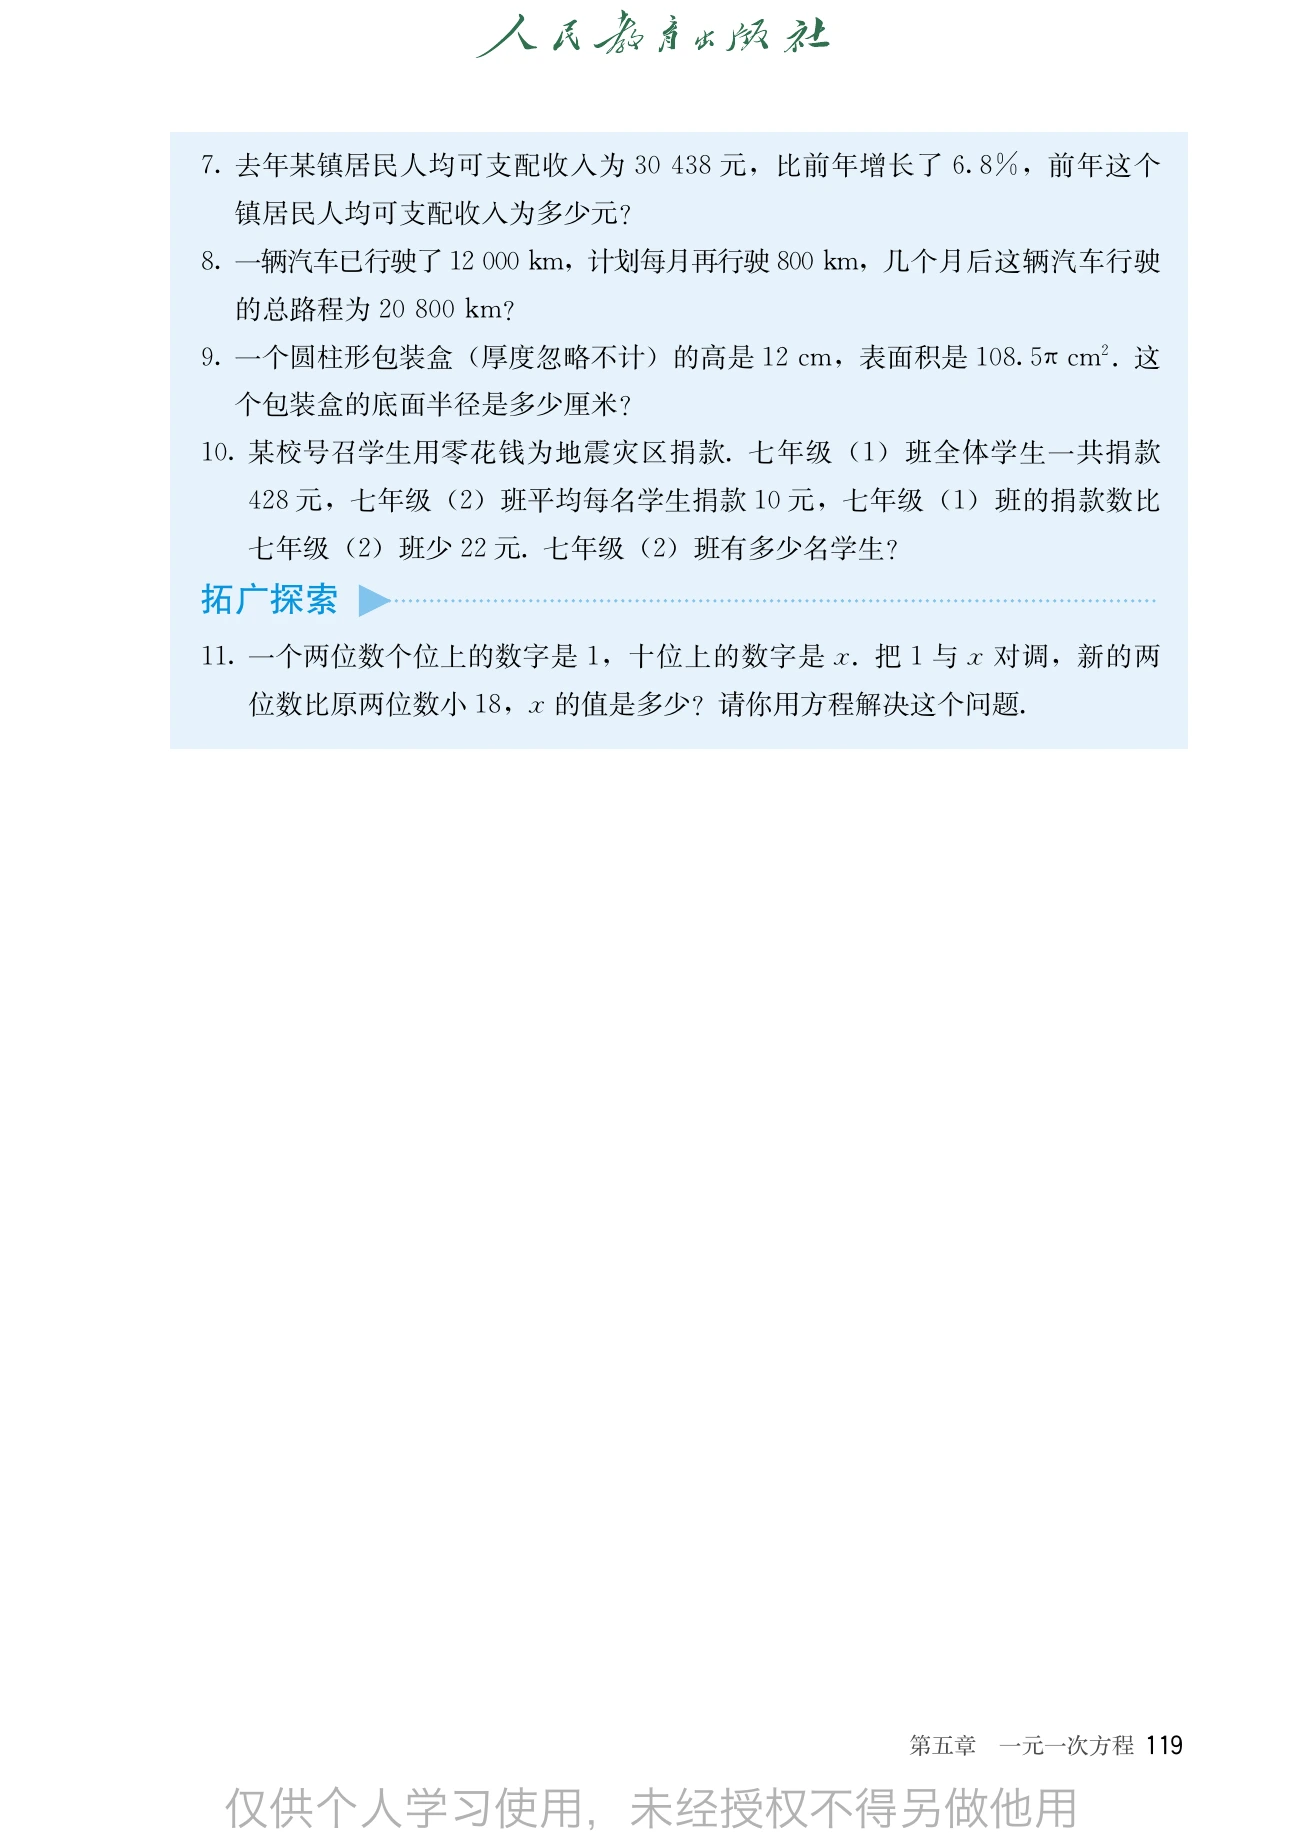 人民教育出版社
7. 去年某镇居民人均可支配收入为 30 438 元，比前年增长了 6.8%，前年这个
镇居民人均可支配收入为多少元？
8. 一辆汽车已行驶了 12 000 km，计划每月再行驶 800 km，几个月后这辆汽车行驶
的总路程为 20 800 km？
9. 一个圆柱形包装盒（厚度忽略不计）的高是 12 cm，表面积是 108.5π cm². 这
个包装盒的底面半径是多少厘米？
10. 某校号召学生用零花钱为地震灾区捐款. 七年级（1）班全体学生一共捐款
428 元，七年级（2）班平均每名学生捐款 10 元，七年级（1）班的捐款数比
七年级（2）班少 22 元. 七年级（2）班有多少名学生？
拓广探索
11. 一个两位数个位上的数字是 1，十位上的数字是 x. 把 1 与 x 对调，新的两
位数比原两位数小 18，x 的值是多少？请你用方程解决这个问题.
第五章 一元一次方程 119
仅供个人学习使用，未经授权不得另做他用